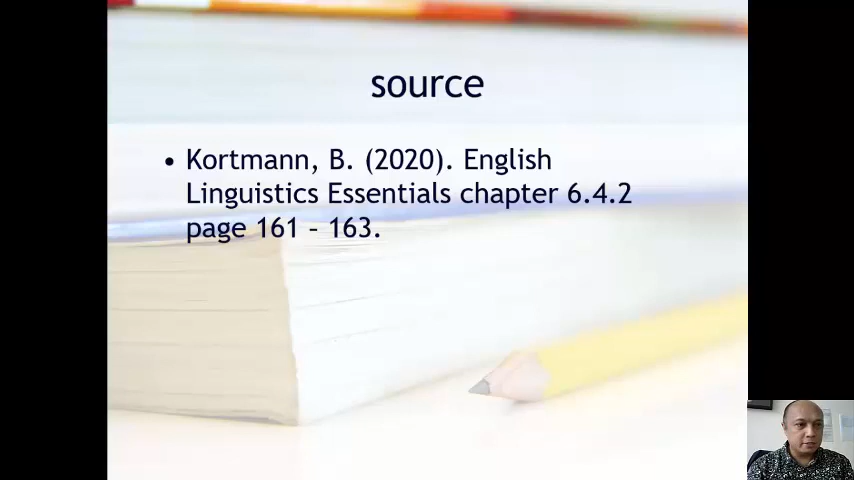 source
• Kortmann, B. (2020). English
Linguistics Essentials chapter 6.4.2
page 161 – 163.